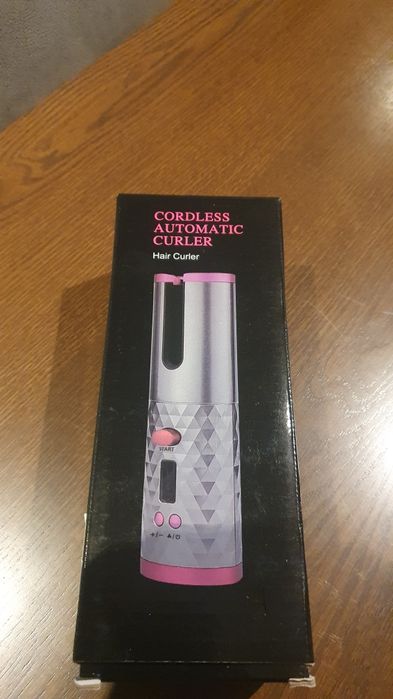 CORDLESS
AUTOMATIC
CURLER
Hair Curler
START
+/- ▲/⏻